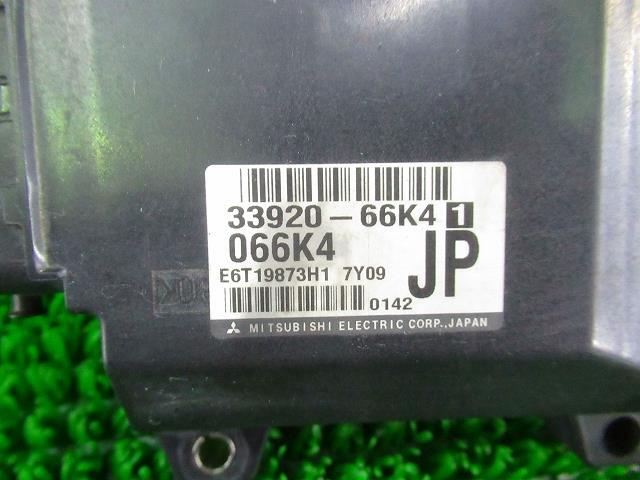 33920-66K4 1
066K4
JP
E6T19873H1 7Y09
0142
MITSUBISHI ELECTRIC CORP., JAPAN